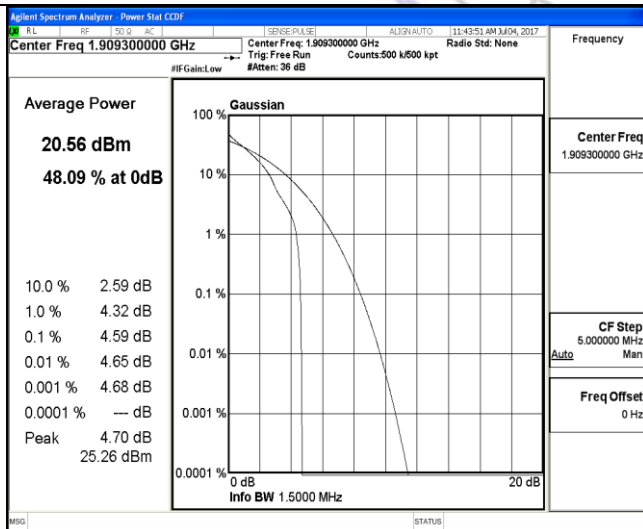 Agilent Spectrum Analyzer - Power Stat CCDF
RL RF 50 Ω AC SENSE:PULSE ALIGN AUTO 11:43:51 AM Jul 04, 2017
Center Freq 1.909300000 GHz
Center Freq: 1.909300000 GHz Radio Std: None
Trig: Free Run Counts:500 k/500 kpt
#IFGain:Low #Atten: 36 dB
Frequency
Average Power
20.56 dBm
48.09 % at 0dB
10.0 % 2.59 dB
1.0 % 4.32 dB
0.1 % 4.59 dB
0.01 % 4.65 dB
0.001 % 4.68 dB
0.0001 % --- dB
Peak 4.70 dB
25.26 dBm
Gaussian
100 %
10 %
1 %
0.1 %
0.01 %
0.001 %
0.0001 %
0 dB 20 dB
Info BW 1.5000 MHz
Center Freq
1.909300000 GHz
CF Step
5.000000 MHz
Auto Man
Freq Offset
0 Hz
MSG STATUS